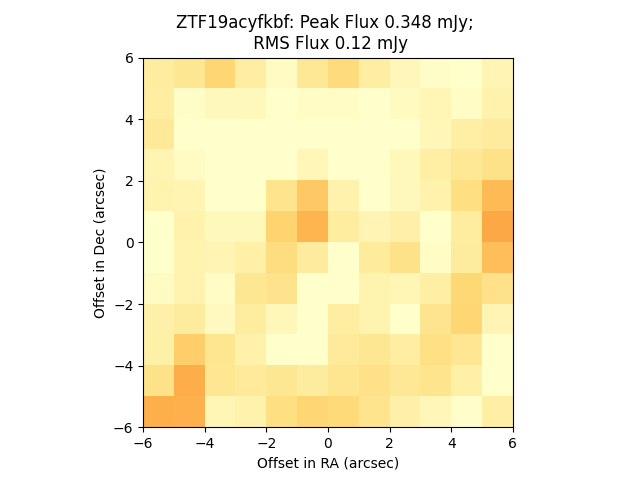 ZTF19acyfkbf: Peak Flux 0.348 mJy;
RMS Flux 0.12 mJy
6
4
2
0
−2
−4
−6
Offset in Dec (arcsec)
−6 −4 −2 0 2 4 6
Offset in RA (arcsec)